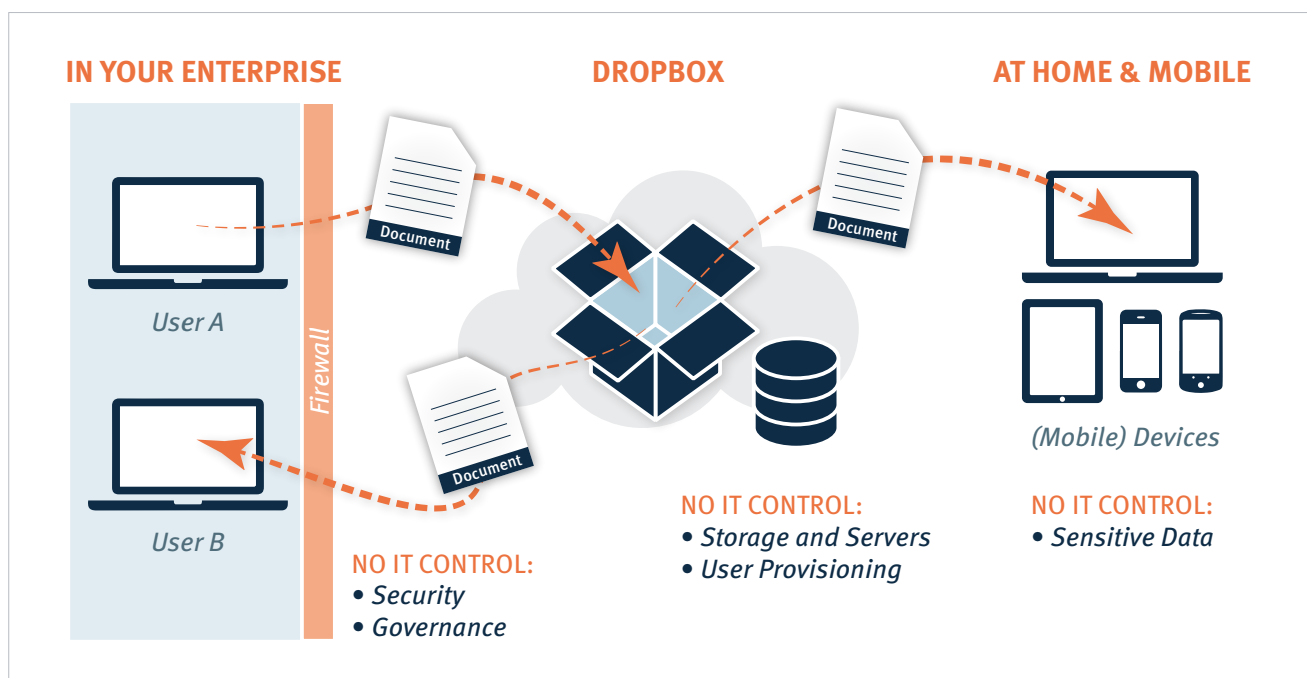 IN YOUR ENTERPRISE
DROPBOX
AT HOME & MOBILE
Document
Document
User A
Firewall
Document
(Mobile) Devices
User B
NO IT CONTROL:
• Security
• Governance
NO IT CONTROL:
• Storage and Servers
• User Provisioning
NO IT CONTROL:
• Sensitive Data